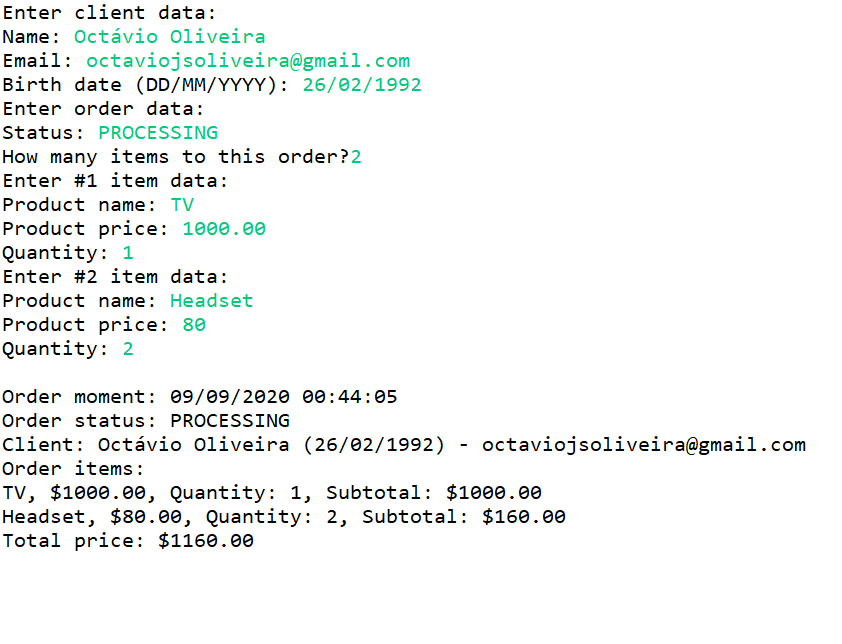 Enter client data:
Name: Octávio Oliveira
Email: octaviojsoliveira@gmail.com
Birth date (DD/MM/YYYY): 26/02/1992
Enter order data:
Status: PROCESSING
How many items to this order?2
Enter #1 item data:
Product name: TV
Product price: 1000.00
Quantity: 1
Enter #2 item data:
Product name: Headset
Product price: 80
Quantity: 2
Order moment: 09/09/2020 00:44:05
Order status: PROCESSING
Client: Octávio Oliveira (26/02/1992) - octaviojsoliveira@gmail.com
Order items:
TV, $1000.00, Quantity: 1, Subtotal: $1000.00
Headset, $80.00, Quantity: 2, Subtotal: $160.00
Total price: $1160.00